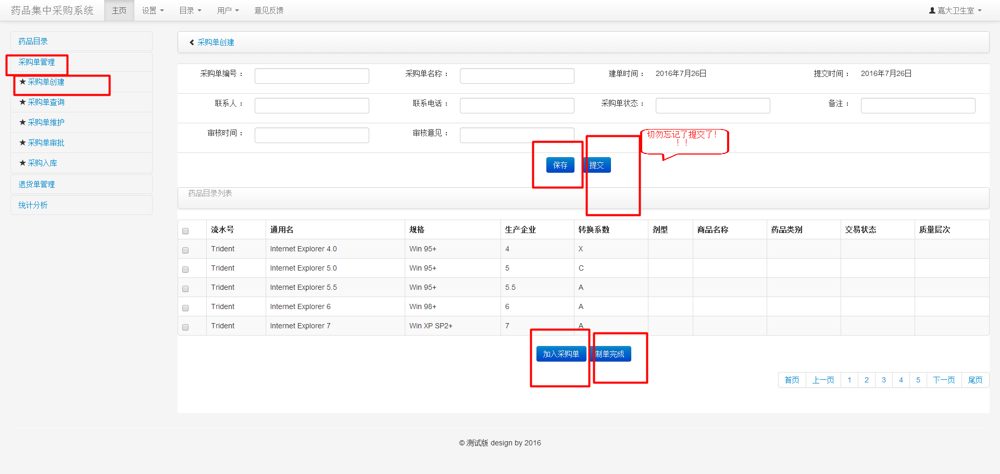 药品集中采购系统 主页 设置 目录 用户 意见反馈 嘉大卫生室
药品目录
采购单管理
★ 采购单创建
★ 采购单查询
★ 采购单维护
★ 采购单审批
★ 采购入库
退货单管理
统计分析
采购单创建
采购单编号： 采购单名称： 建单时间： 2016年7月26日 提交时间： 2016年7月26日
联系人： 联系电话： 采购单状态： 备注：
审核时间： 审核意见：
切勿忘记了提交了！
！！
保存 提交
药品目录列表
流水号 通用名 规格 生产企业 转换系数 剂型 商品名称 药品类别 交易状态 质量层次
Trident Internet Explorer 4.0 Win 95+ 4 X
Trident Internet Explorer 5.0 Win 95+ 5 C
Trident Internet Explorer 5.5 Win 95+ 5.5 A
Trident Internet Explorer 6 Win 98+ 6 A
Trident Internet Explorer 7 Win XP SP2+ 7 A
加入采购单 制单完成
首页 上一页 1 2 3 4 5 下一页 尾页
© 测试版 design by 2016